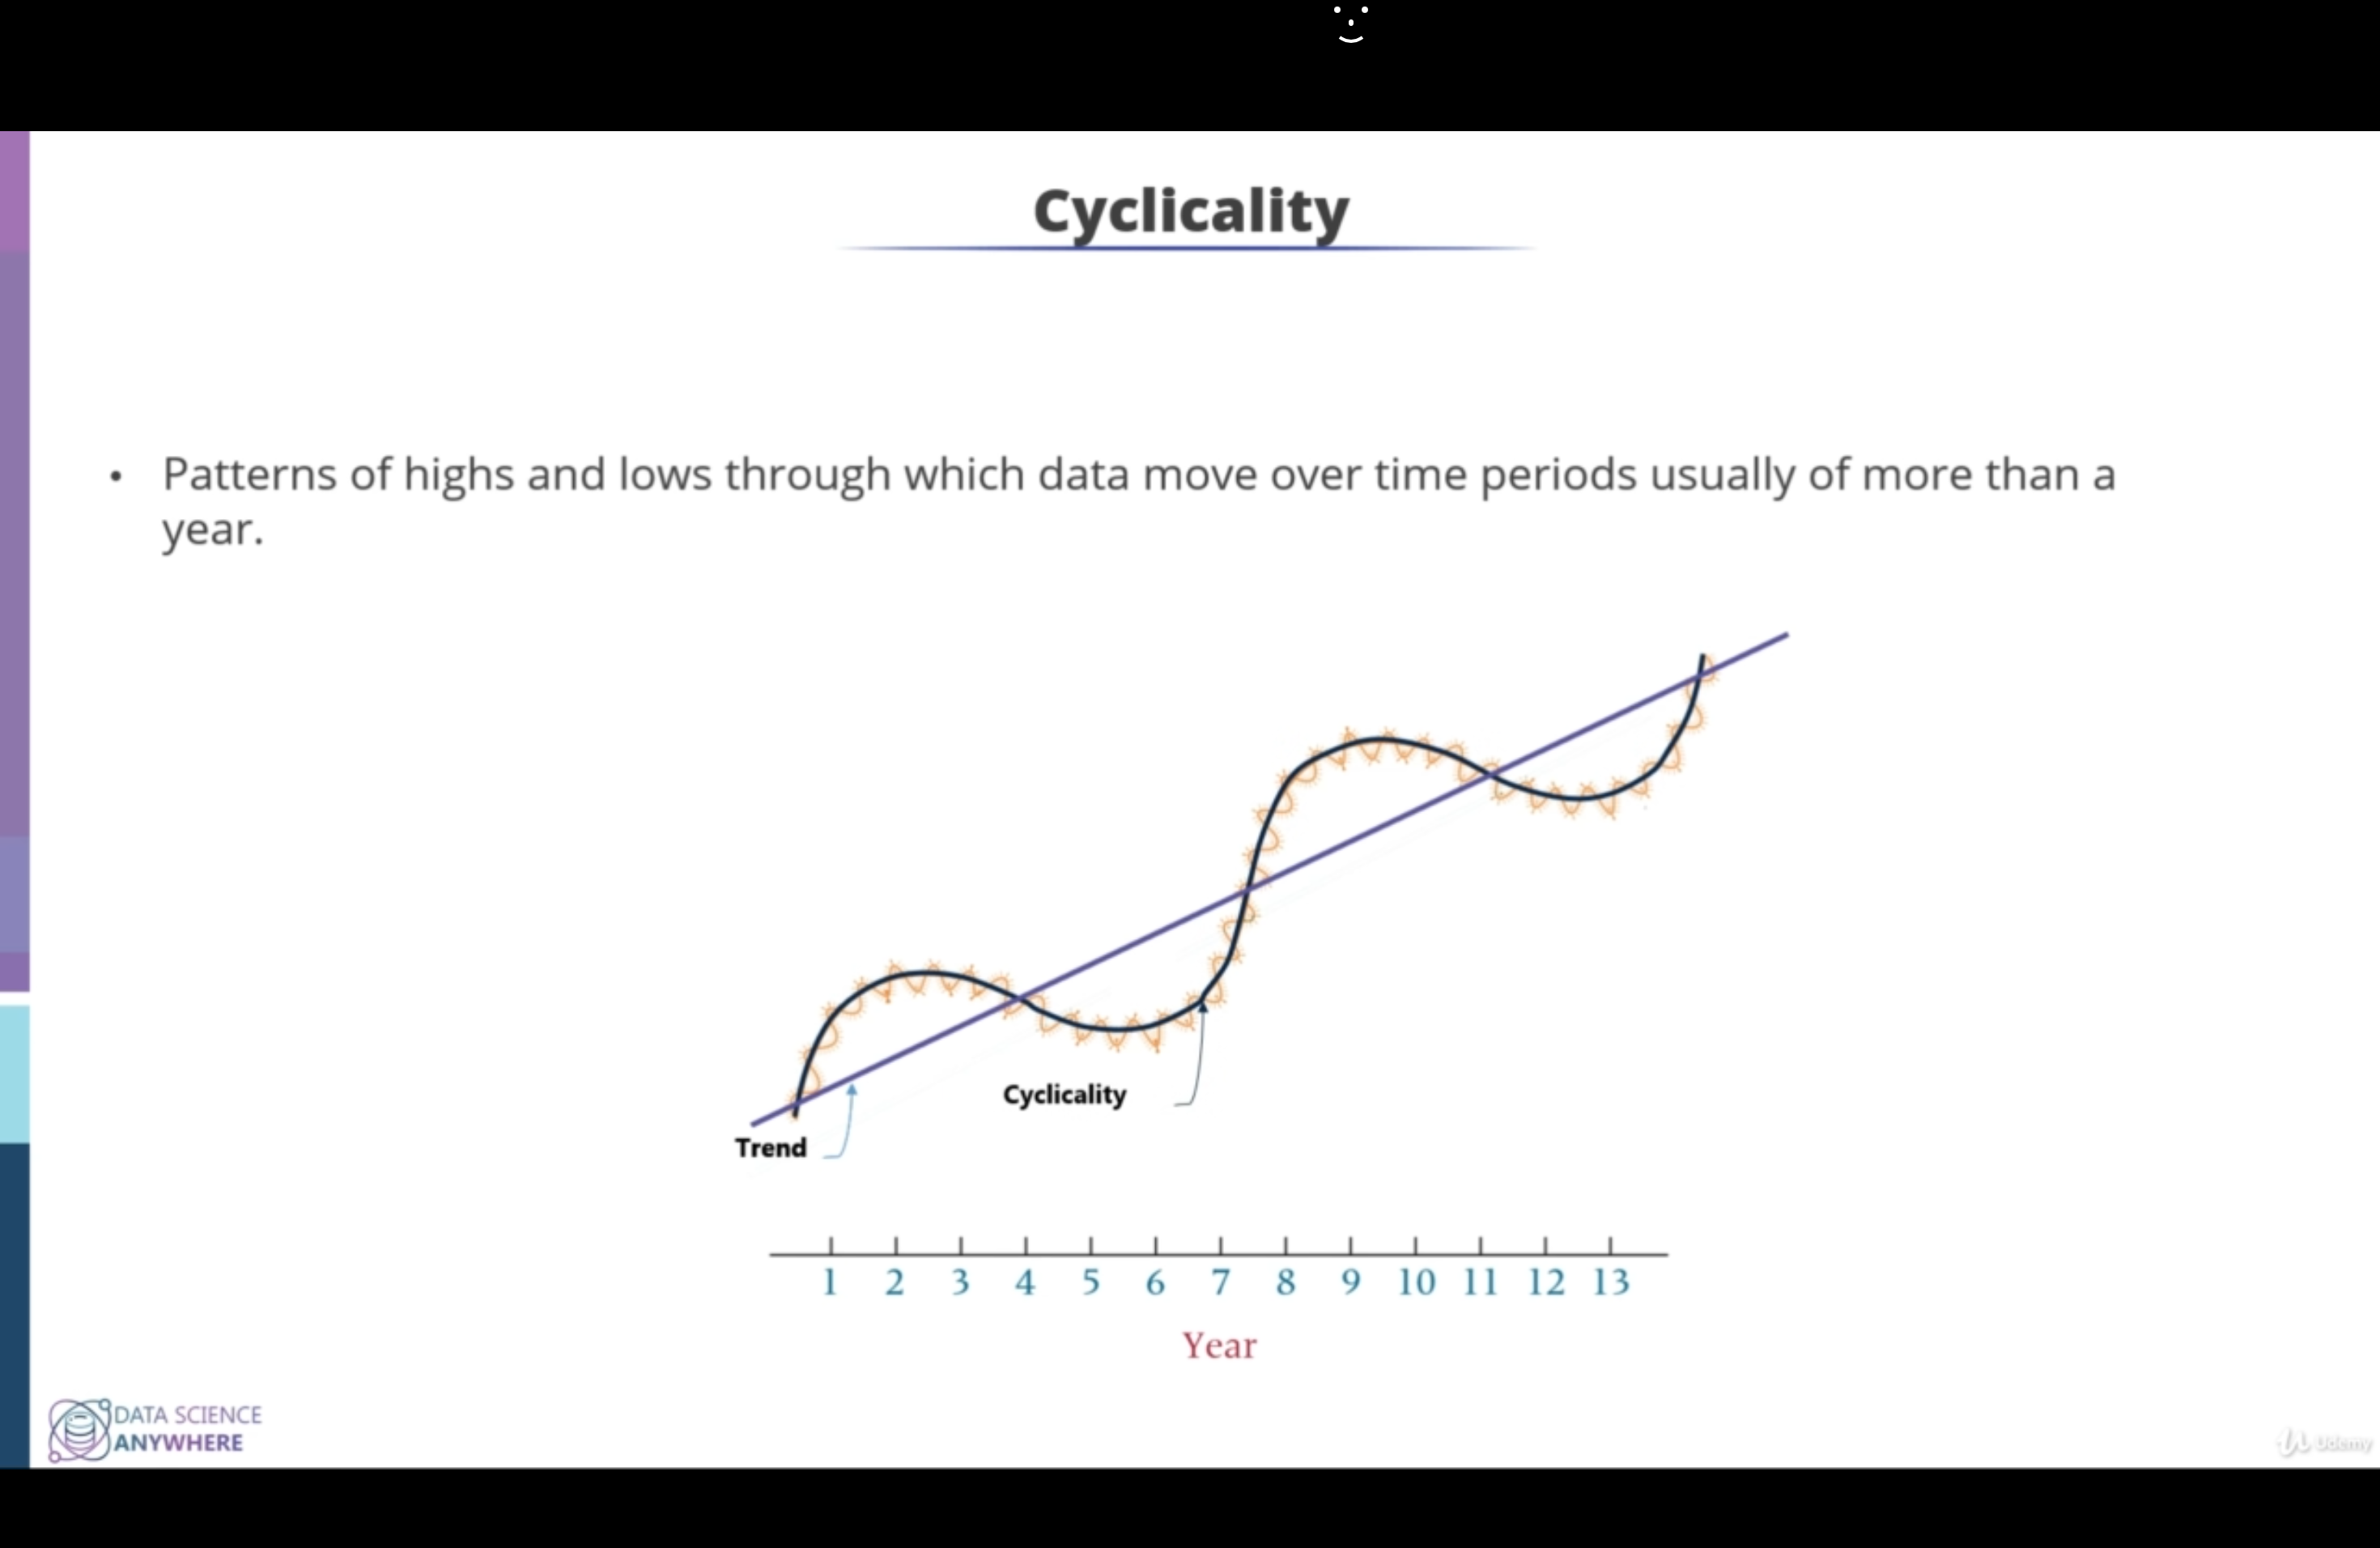 Cyclicality
• Patterns of highs and lows through which data move over time periods usually of more than a
year.
Cyclicality
Trend
1 2 3 4 5 6 7 8 9 10 11 12 13
Year
DATA SCIENCE
ANYWHERE
Udemy